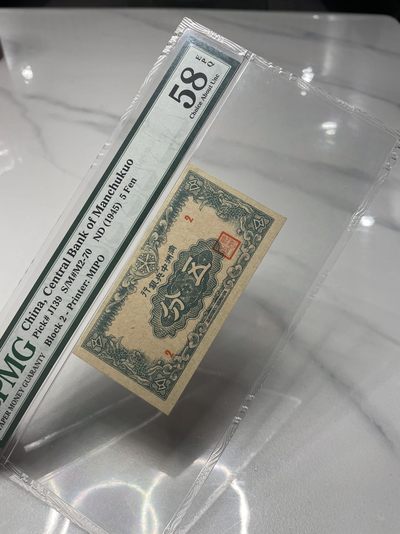 China, Central Bank of Manchukuo
Pick# J139 S/M#M2-70 ND (1945) 5 Fen
Block 2 - Printer: MIPO
58 EPQ
Choice About Unc
PMG
PAPER MONEY GUARANTY
滿洲中央銀行
五分
2
2